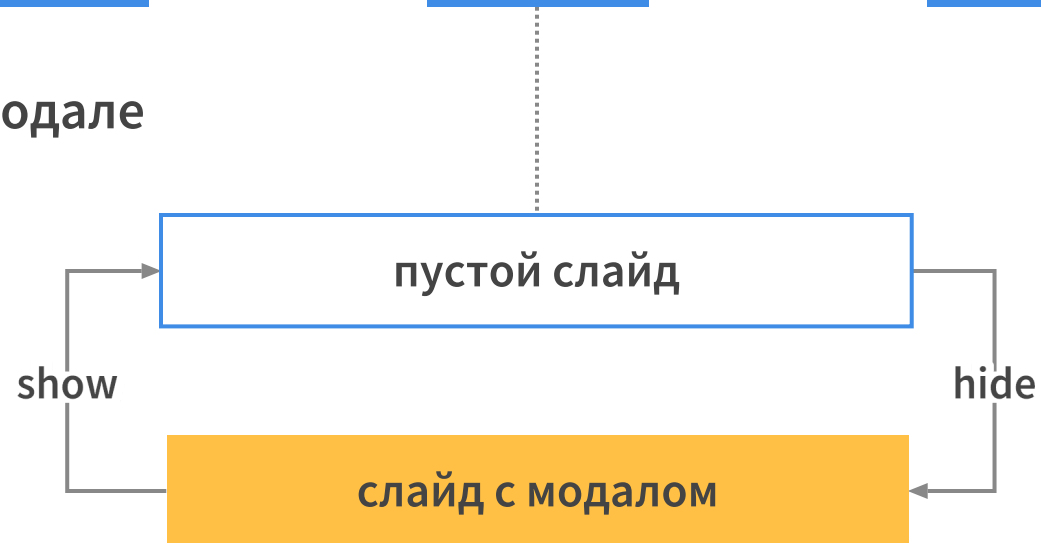 одале
пустой слайд
show
hide
слайд с модалом